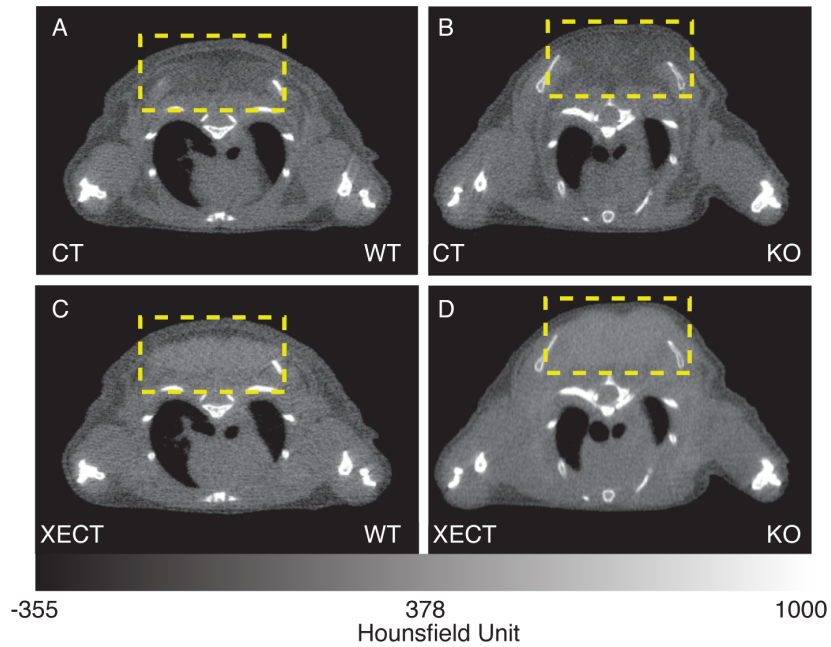 A
B
CT
WT
CT
KO
C
D
XECT
WT
XECT
KO
-355
378
1000
Hounsfield Unit